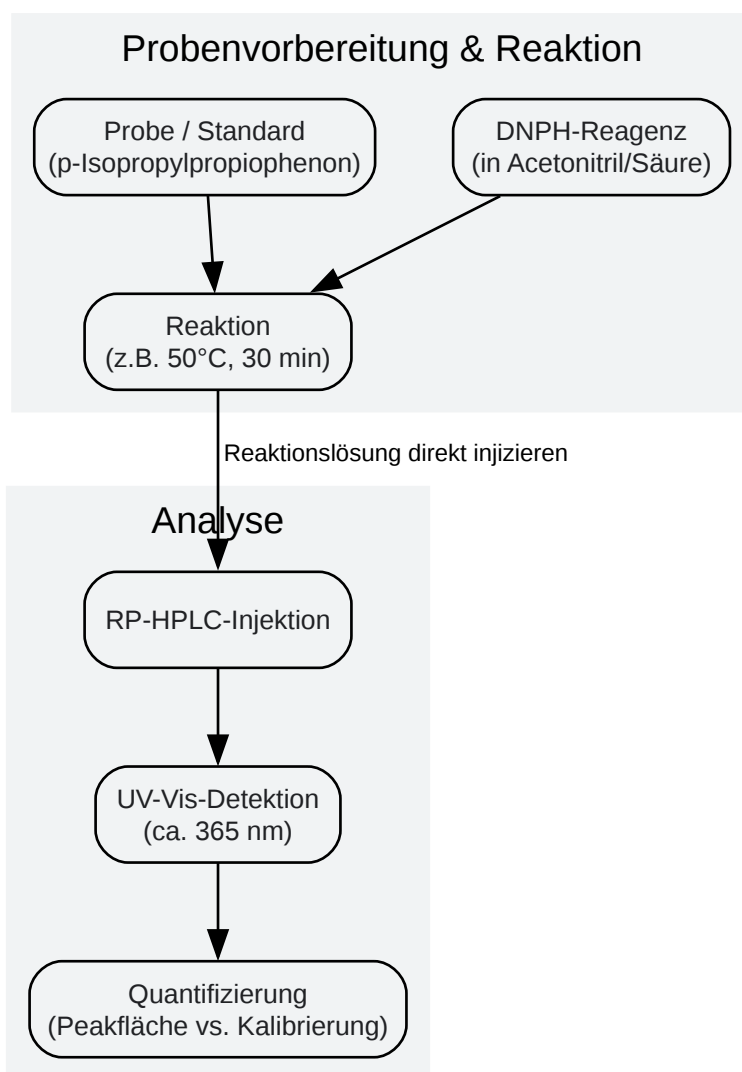 Probenvorbereitung & Reaktion
Probe / Standard
(p-Isopropylpropiophenon)
DNPH-Reagenz
(in Acetonitril/Säure)
Reaktion
(z.B. 50°C, 30 min)
Reaktionslösung direkt injizieren
Analyse
RP-HPLC-Injektion
UV-Vis-Detektion
(ca. 365 nm)
Quantifizierung
(Peakfläche vs. Kalibrierung)